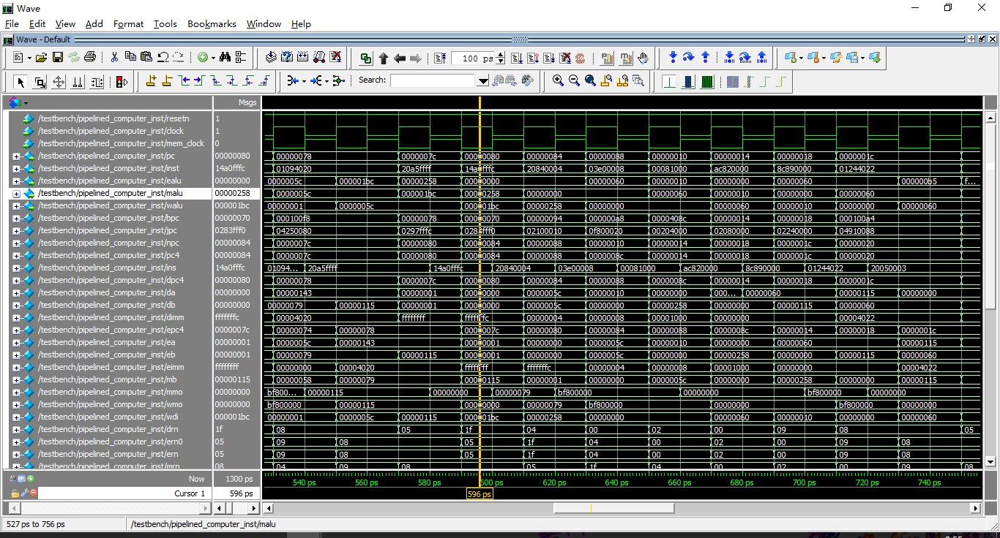 Wave
File Edit View Add Format Tools Bookmarks Window Help
Wave - Default
100 ps
Search:
Msgs
/testbench/pipelined_computer_inst/resetn 1
/testbench/pipelined_computer_inst/clock 1
/testbench/pipelined_computer_inst/mem_clock 0
/testbench/pipelined_computer_inst/pc 00000080 00000078 0000007c 00000080 00000084 00000088 00000010 00000014 00000018 0000001c
/testbench/pipelined_computer_inst/inst 14a0fffc 01094020 20a5ffff 14a0fffc 20840004 03e00008 00081000 ac820000 8c890000 01244022
/testbench/pipelined_computer_inst/ealu 00000000 0000005c 000001bc 00000258 00000000 00000060 00000010 00000000 00000060 000000b5 f...
/testbench/pipelined_computer_inst/malu 00000258 0000005c 000001bc 00000258 00000000 00000060 00000010 00000000 00000060
/testbench/pipelined_computer_inst/walu 000001bc 00000001 0000005c 000001bc 00000258 00000000 00000060 00000010 00000000 00000060
/testbench/pipelined_computer_inst/bpc 00000070 000100f8 00000078 00000070 00000094 000000a8 0000408c 00000014 00000018 000100a4
/testbench/pipelined_computer_inst/jpc 0283fff0 04250080 0297fffc 0283fff0 02100010 0f800020 00204000 02080000 02240000 04910088
/testbench/pipelined_computer_inst/npc 00000084 0000007c 00000080 00000084 00000088 00000010 00000014 00000018 0000001c 00000020
/testbench/pipelined_computer_inst/pc4 00000084 0000007c 00000080 00000084 00000088 0000008c 00000014 00000018 0000001c 00000020
/testbench/pipelined_computer_inst/ins 14a0fffc 01094... 20a5ffff 14a0fffc 20840004 03e00008 00081000 ac820000 8c890000 01244022 20050003
/testbench/pipelined_computer_inst/dpc4 00000080 00000078 0000007c 00000080 00000084 00000088 0000008c 00000014 00000018 0000001c
/testbench/pipelined_computer_inst/da 00000000 00000143 00000001 00000000 0000005c 00000010 00000000 000... 00000060 00000115 00000000
/testbench/pipelined_computer_inst/db 00000000 00000079 00000115 00000001 00000000 0000005c 00000000 00000258 00000000 00000115 00000060
/testbench/pipelined_computer_inst/dimm fffffffc 00004020 ffffffff fffffffc 00000004 00000008 00001000 00000000 00004022
/testbench/pipelined_computer_inst/epc4 0000007c 00000074 00000078 0000007c 00000080 00000084 00000088 0000008c 00000014 00000018 0000001c
/testbench/pipelined_computer_inst/ea 00000001 0000005c 00000143 00000001 00000000 0000005c 00000010 00000000 00000060 00000115
/testbench/pipelined_computer_inst/eb 00000001 00000079 00000115 00000001 00000000 0000005c 00000000 00000258 00000000 00000115 00000060
/testbench/pipelined_computer_inst/eimm ffffffff 00000000 00004020 ffffffff fffffffc 00000004 00000008 00001000 00000000 00004022
/testbench/pipelined_computer_inst/mb 00000115 00000058 00000079 00000115 00000001 00000000 0000005c 00000000 00000258 00000000 00000115
/testbench/pipelined_computer_inst/mmo 00000000 bf800... 00000115 00000000 00000079 bf800000 00000000 bf800000 00000000
/testbench/pipelined_computer_inst/wmo 00000000 bf800000 00000115 00000000 00000079 bf800000 00000000 bf800000 00000000
/testbench/pipelined_computer_inst/wdi 000001bc 00000001 0000005c 00000115 000001bc 00000258 00000000 00000060 00000010 00000000 00000060
/testbench/pipelined_computer_inst/drn 1f 08 05 1f 04 00 02 00 09 08 05
/testbench/pipelined_computer_inst/ern0 05 09 08 05 1f 04 00 02 00 09 08
/testbench/pipelined_computer_inst/ern 05 09 08 05 1f 04 00 02 00 09 08
/testbench/pipelined_computer_inst/mrn 08 04 09 08 05 1f 04 00 02 00 09 08
Now 1300 ps 540 ps 560 ps 580 ps 600 ps 620 ps 640 ps 660 ps 680 ps 700 ps 720 ps 740 ps
Cursor 1 596 ps 596 ps
527 ps to 756 ps /testbench/pipelined_computer_inst/malu